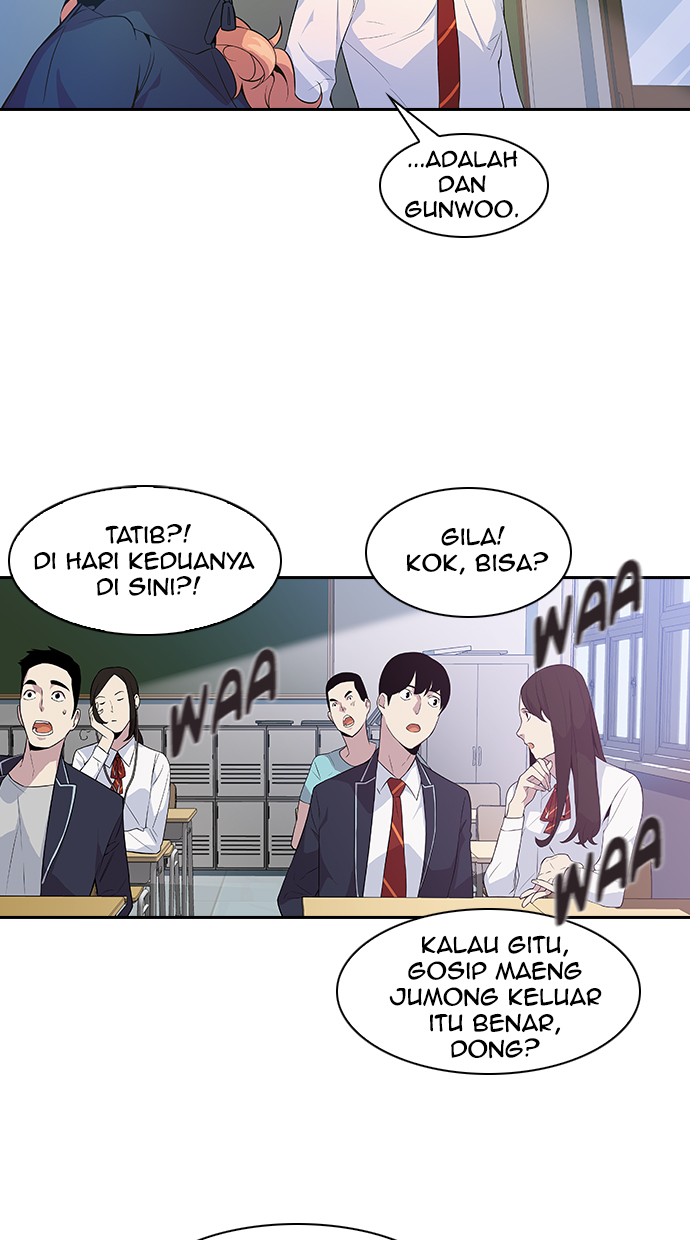 ...ADALAH
DAN
GUNWOO.
TATIB?!
DI HARI KEDUANYA
DI SINI?!
GILA!
KOK, BISA?
WAA
WAA
WAA
KALAU GITU,
GOSIP MAENG
JUMONG KELUAR
ITU BENAR,
DONG?